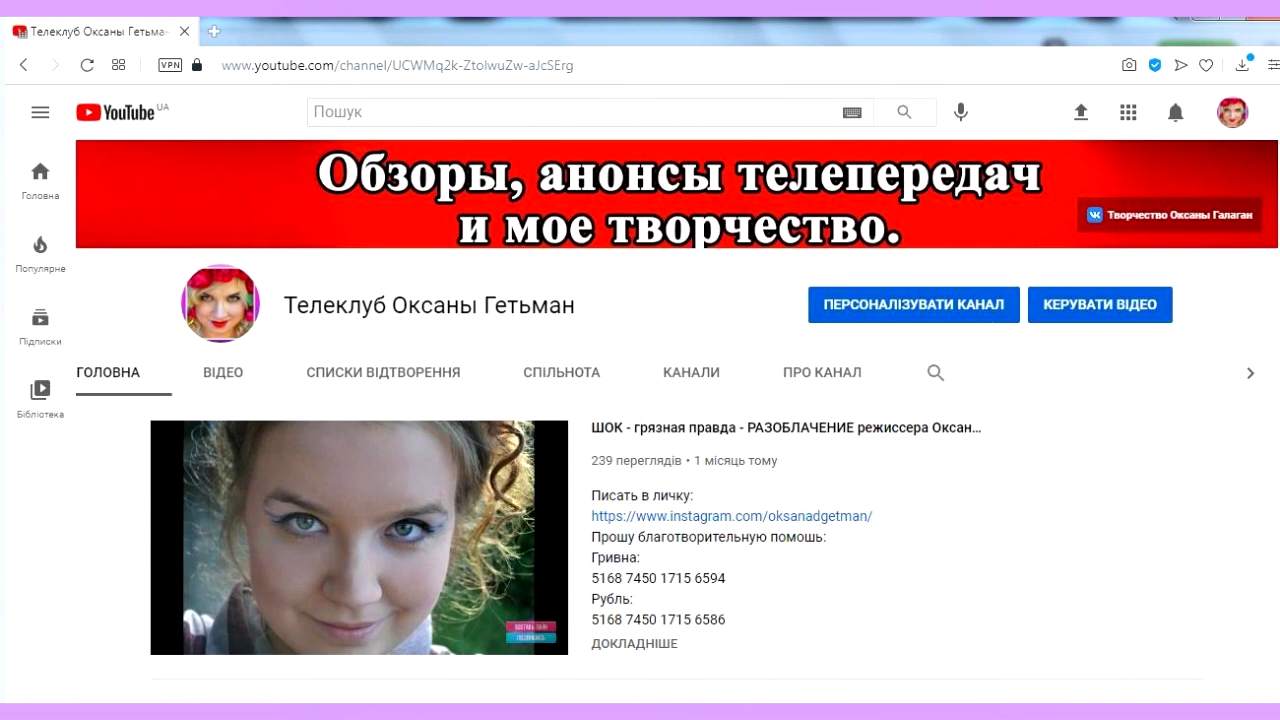 Телеклуб Оксаны Гетьма
VPN www.youtube.com/channel/UCWMq2k-ZtoIwuZw-aJcSErg
YouTube UA
Пошук
Обзоры, анонсы телепередач
и мое творчество.
Творчество Оксаны Галаган
Головна
Популярне
Підписки
Бібліотека
Телеклуб Оксаны Гетьман
ПЕРСОНАЛІЗУВАТИ КАНАЛ
КЕРУВАТИ ВІДЕО
ГОЛОВНА ВІДЕО СПИСКИ ВІДТВОРЕННЯ СПІЛЬНОТА КАНАЛИ ПРО КАНАЛ
ШОК - грязная правда - РАЗОБЛАЧЕНИЕ режиссера Оксан...
239 переглядів • 1 місяць тому
Писать в личку:
https://www.instagram.com/oksanadgetman/
Прошу благотворительную помошь:
Гривна:
5168 7450 1715 6594
Рубль:
5168 7450 1715 6586
ДОКЛАДНІШЕ